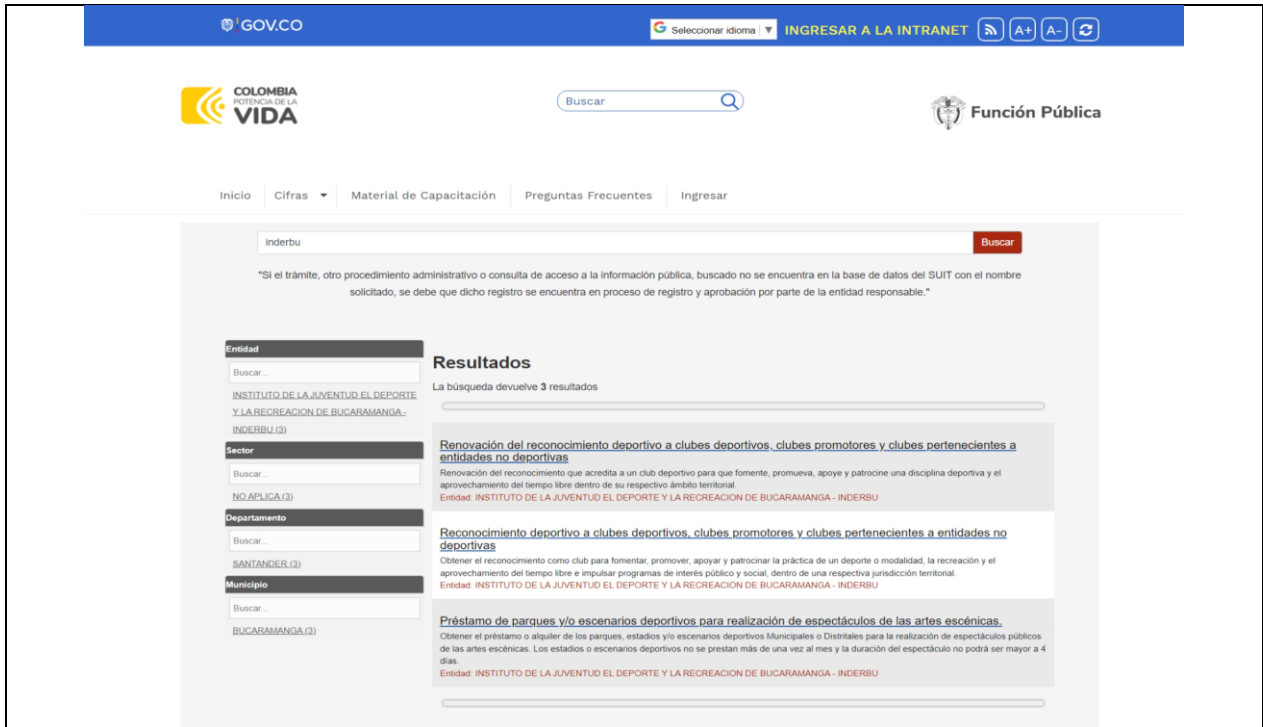 GOV.CO
Seleccionar idioma ▼
INGRESAR A LA INTRANET
A+
A-
COLOMBIA
POTENCIA DE LA
VIDA
Buscar
Función Pública
Inicio
Cifras
Material de Capacitación
Preguntas Frecuentes
Ingresar
inderbu
Buscar
"Si el trámite, otro procedimiento administrativo o consulta de acceso a la información pública, buscado no se encuentra en la base de datos del SUIT con el nombre
solicitado, se debe que dicho registro se encuentra en proceso de registro y aprobación por parte de la entidad responsable."
Entidad
Buscar...
INSTITUTO DE LA JUVENTUD EL DEPORTE
Y LA RECREACION DE BUCARAMANGA -
INDERBU (3)
Sector
Buscar...
NO APLICA (3)
Departamento
Buscar...
SANTANDER (3)
Municipio
Buscar...
BUCARAMANGA (3)
Resultados
La búsqueda devuelve 3 resultados
Renovación del reconocimiento deportivo a clubes deportivos, clubes promotores y clubes pertenecientes a
entidades no deportivas
Renovación del reconocimiento que acredita a un club deportivo para que fomente, promueva, apoye y patrocine una disciplina deportiva y el
aprovechamiento del tiempo libre dentro de su respectivo ámbito territorial.
Entidad: INSTITUTO DE LA JUVENTUD EL DEPORTE Y LA RECREACION DE BUCARAMANGA - INDERBU
Reconocimiento deportivo a clubes deportivos, clubes promotores y clubes pertenecientes a entidades no
deportivas
Obtener el reconocimiento como club para fomentar, promover, apoyar y patrocinar la práctica de un deporte o modalidad, la recreación y el
aprovechamiento del tiempo libre e impulsar programas de interés público y social, dentro de una respectiva jurisdicción territorial.
Entidad: INSTITUTO DE LA JUVENTUD EL DEPORTE Y LA RECREACION DE BUCARAMANGA - INDERBU
Préstamo de parques y/o escenarios deportivos para realización de espectáculos de las artes escénicas.
Obtener el préstamo o alquiler de los parques, estadios y/o escenarios deportivos Municipales o Distritales para la realización de espectáculos públicos
de las artes escénicas. Los estadios o escenarios deportivos no se prestan más de una vez al mes y la duración del espectáculo no podrá ser mayor a 4
días.
Entidad: INSTITUTO DE LA JUVENTUD EL DEPORTE Y LA RECREACION DE BUCARAMANGA - INDERBU